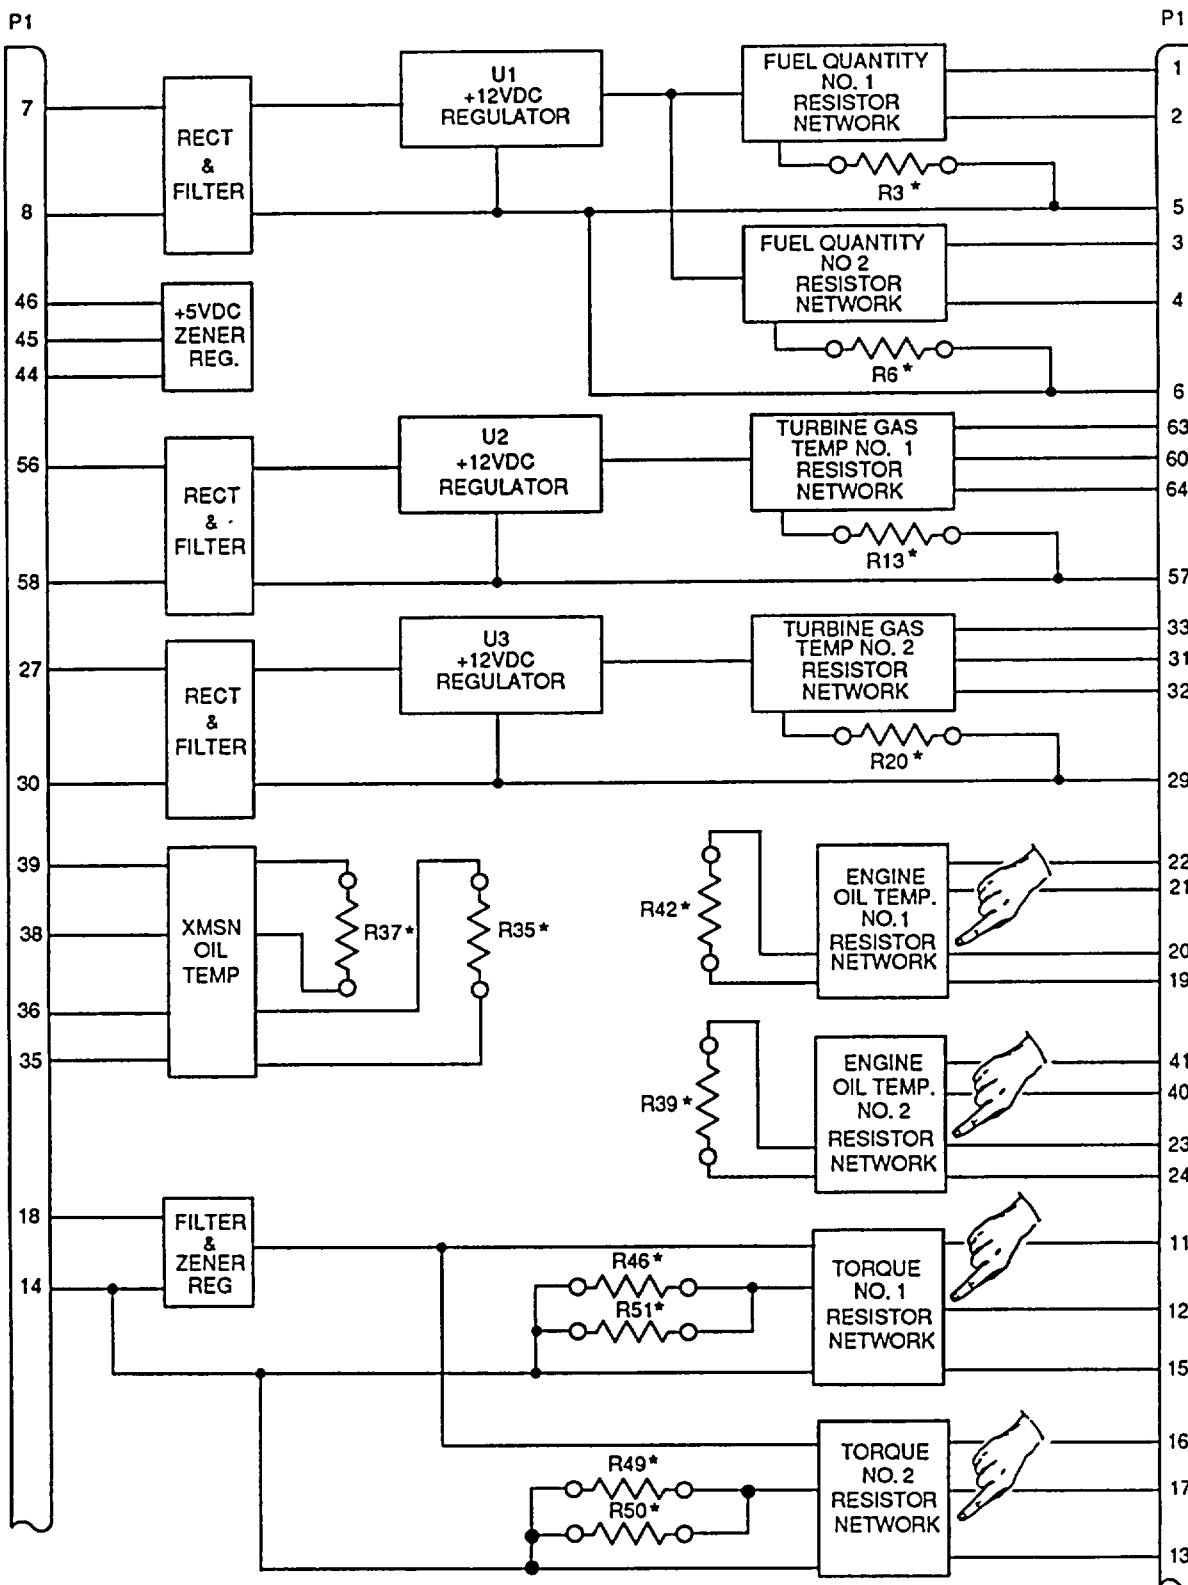 P1
P1
7
RECT
&
FILTER
8
U1
+12VDC
REGULATOR
FUEL QUANTITY
NO. 1
RESISTOR
NETWORK
R3*
1
2
5
FUEL QUANTITY
NO 2
RESISTOR
NETWORK
R6*
3
4
6
46
45
44
+5VDC
ZENER
REG.
56
58
RECT
&
FILTER
U2
+12VDC
REGULATOR
TURBINE GAS
TEMP NO. 1
RESISTOR
NETWORK
R13*
63
60
64
57
27
30
RECT
&
FILTER
U3
+12VDC
REGULATOR
TURBINE GAS
TEMP NO. 2
RESISTOR
NETWORK
R20*
33
31
32
29
39
38
36
35
XMSN
OIL
TEMP
R37*
R35*
R42*
ENGINE
OIL TEMP.
NO.1
RESISTOR
NETWORK
22
21
20
19
R39*
ENGINE
OIL TEMP.
NO. 2
RESISTOR
NETWORK
41
40
23
24
18
14
FILTER
&
ZENER
REG
R46*
R51*
TORQUE
NO. 1
RESISTOR
NETWORK
11
12
15
R49*
R50*
TORQUE
NO. 2
RESISTOR
NETWORK
16
17
13